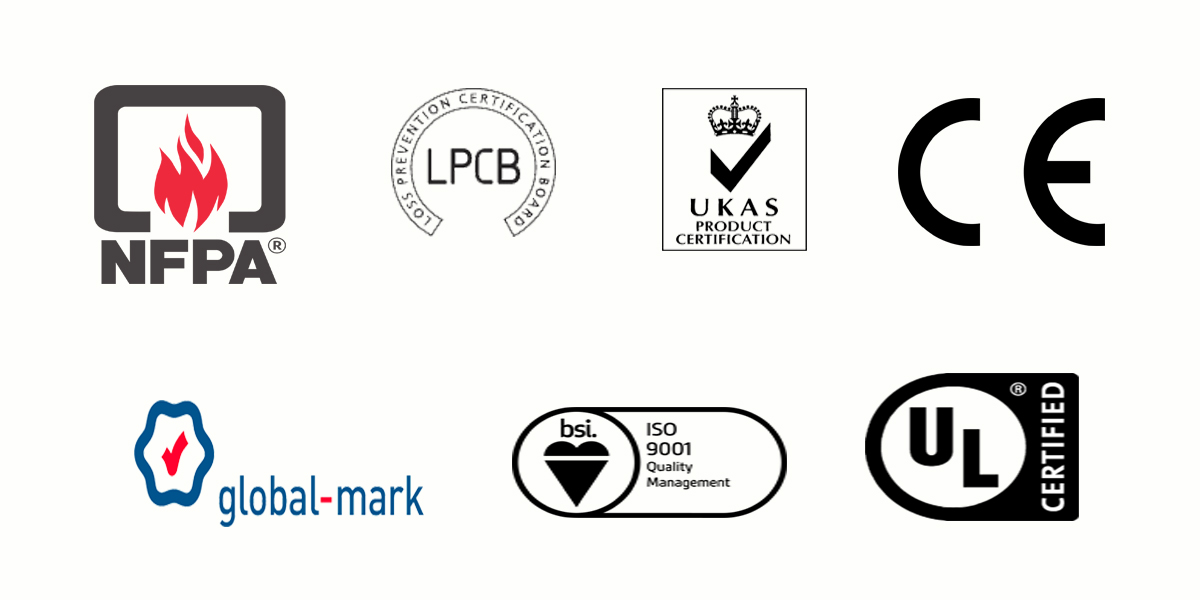 NFPA®
LOSS PREVENTION CERTIFICATION BOARD
LPCB
UKAS
PRODUCT
CERTIFICATION
CE
global-mark
bsi.
ISO
9001
Quality
Management
UL
®
CERTIFIED